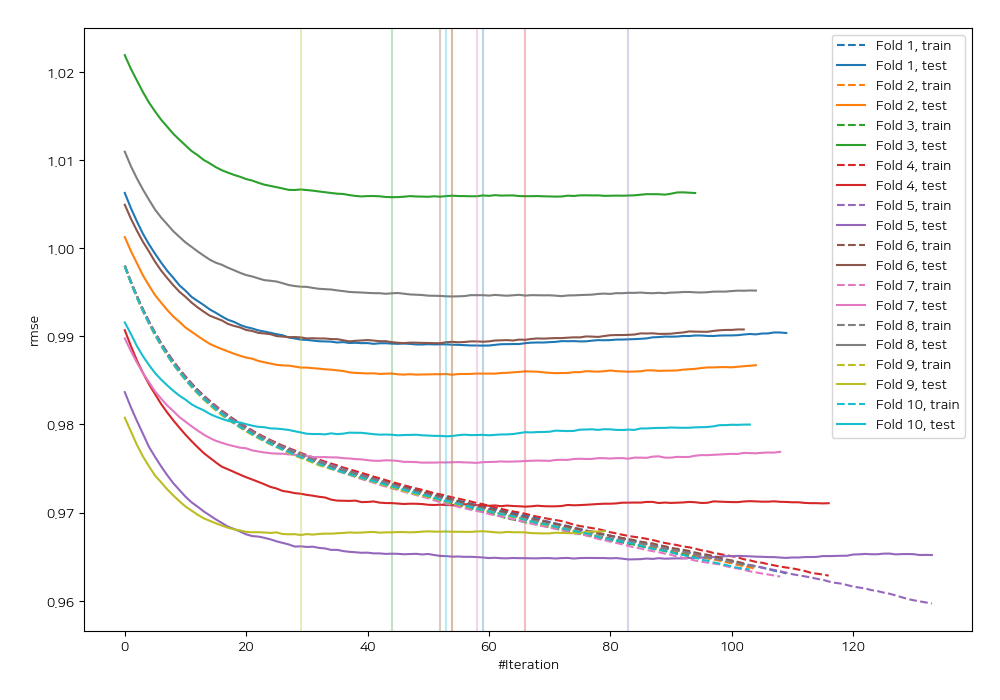 1,02
1,01
1,00
0,99
0,98
0,97
0,96
rmse
0
20
40
60
80
100
120
#Iteration
Fold 1, train
Fold 1, test
Fold 2, train
Fold 2, test
Fold 3, train
Fold 3, test
Fold 4, train
Fold 4, test
Fold 5, train
Fold 5, test
Fold 6, train
Fold 6, test
Fold 7, train
Fold 7, test
Fold 8, train
Fold 8, test
Fold 9, train
Fold 9, test
Fold 10, train
Fold 10, test